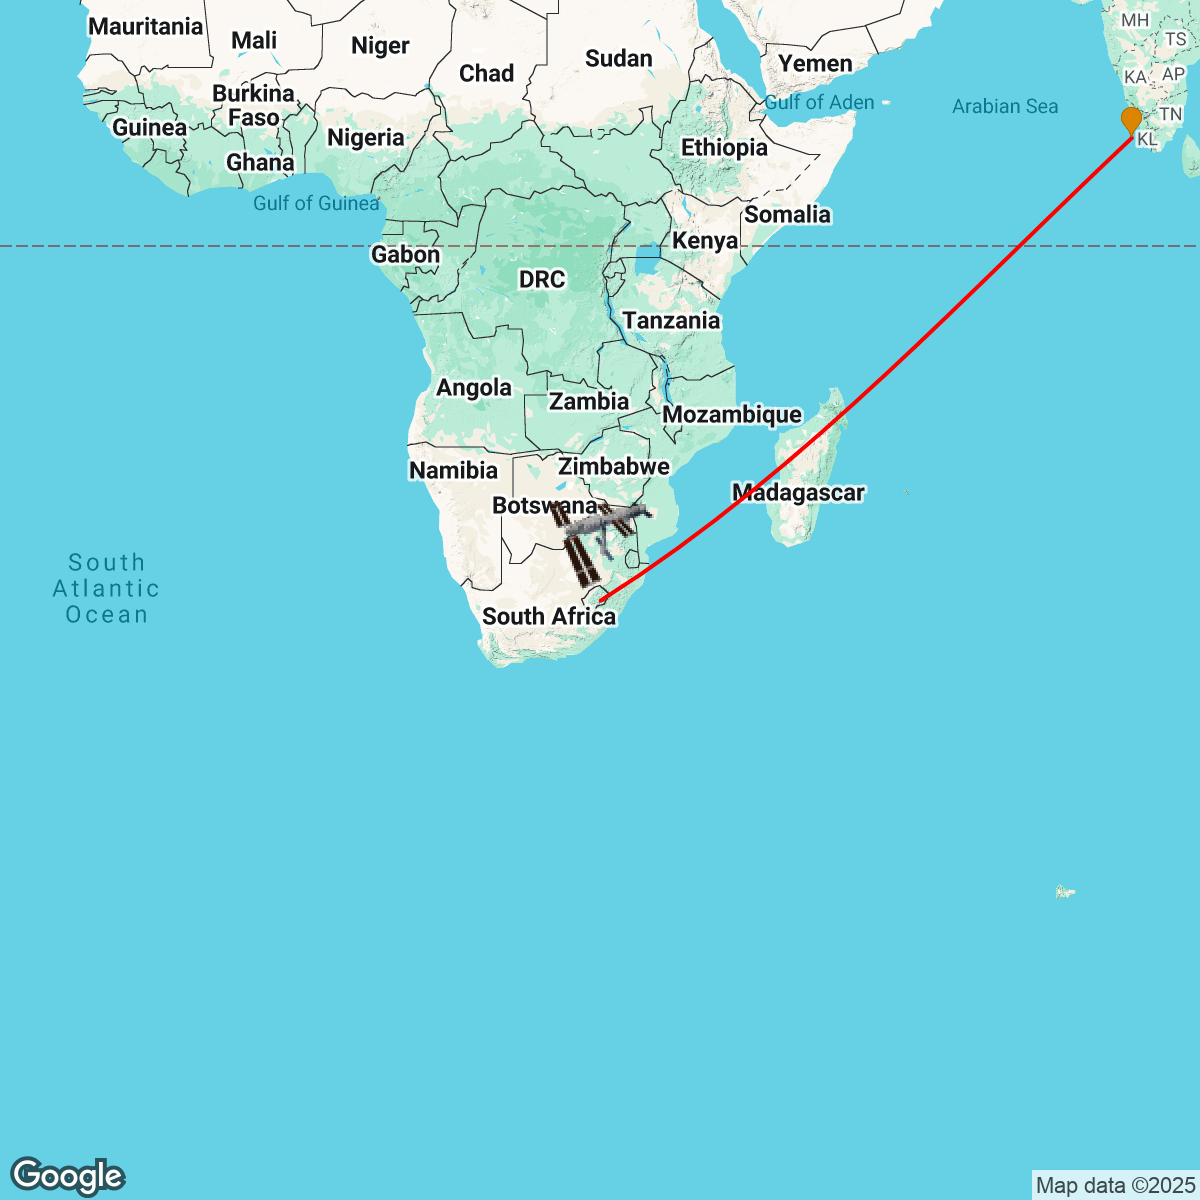 MH
Mauritania
Mali
Niger
TS
Sudan
Yemen
Chad
KA
AP
Burkina
Faso
Gulf of Aden
Arabian Sea
TN
Guinea
Nigeria
KL
Ethiopia
Ghana
Gulf of Guinea
Somalia
Kenya
Gabon
DRC
Tanzania
Angola
Zambia
Mozambique
Namibia
Zimbabwe
Madagascar
Botswana
South
Atlantic
Ocean
South Africa
Google
Map data ©2025